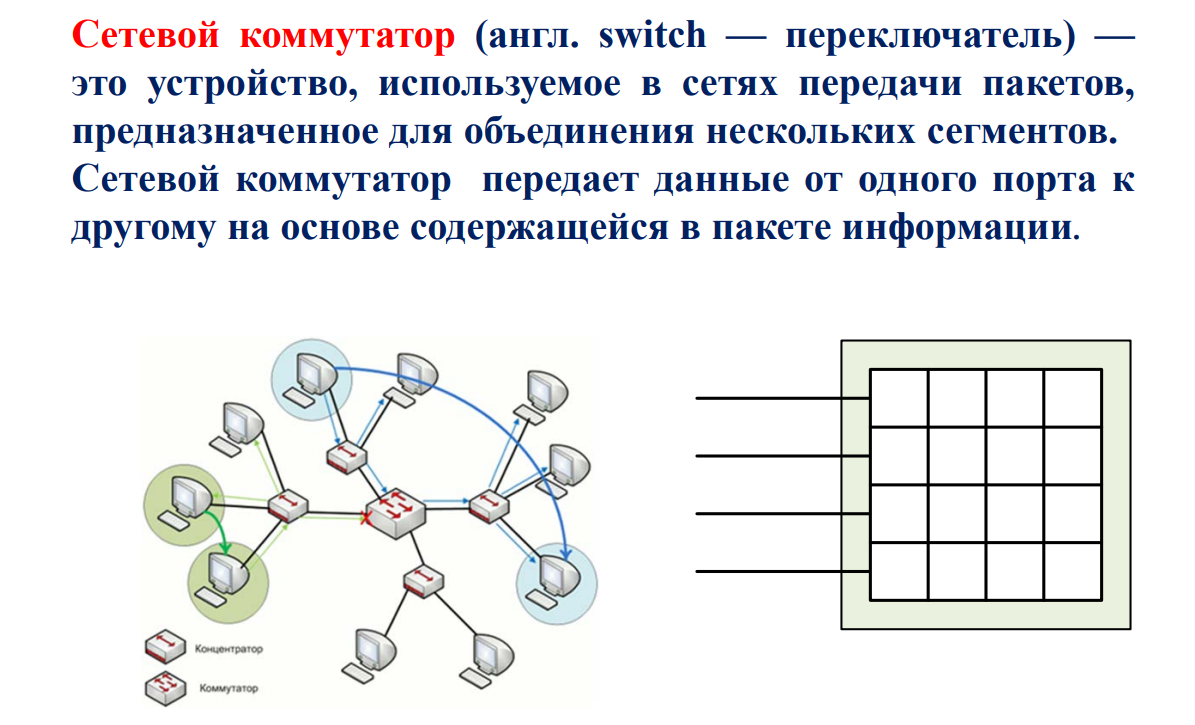 Сетевой коммутатор (англ. switch — переключатель) —
это устройство, используемое в сетях передачи пакетов,
предназначенное для объединения нескольких сегментов.
Сетевой коммутатор передает данные от одного порта к
другому на основе содержащейся в пакете информации.
Концентратор
Коммутатор